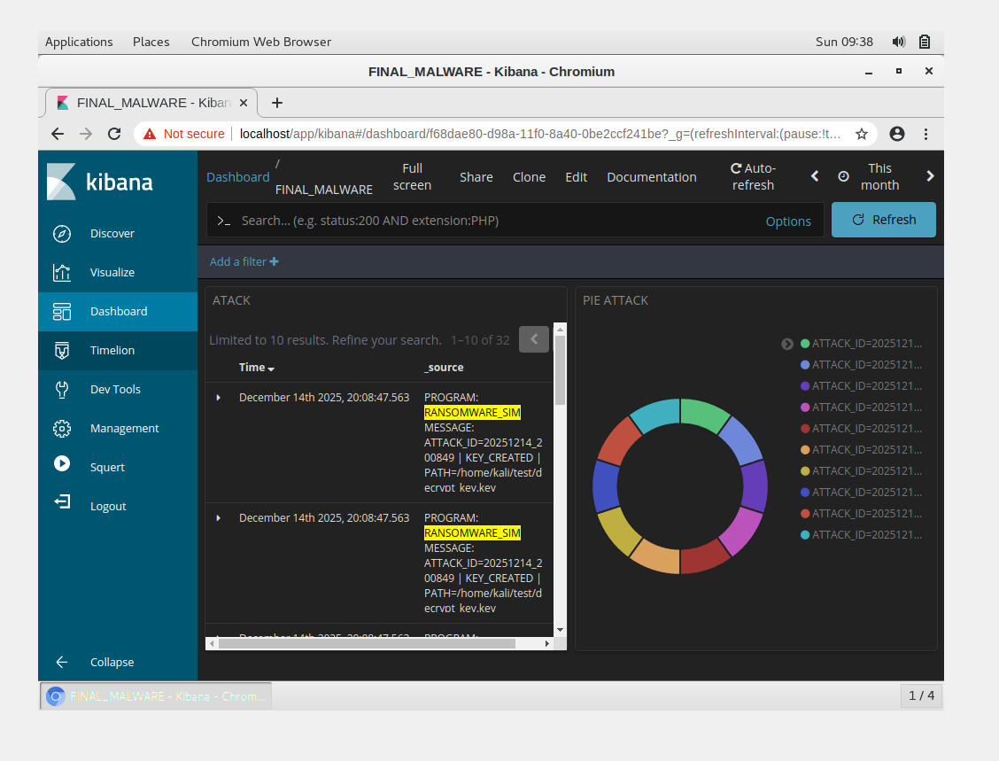 Applications Places Chromium Web Browser Sun 09:38
FINAL_MALWARE - Kibana - Chromium
FINAL_MALWARE - Kiban
Not secure localhost/app/kibana#/dashboard/f68dae80-d98a-11f0-8a40-0be2ccf241be?_g=(refreshInterval:(pause:!t...
kibana
Discover
Visualize
Dashboard
Timelion
Dev Tools
Management
Squert
Logout
Collapse
Dashboard
/
FINAL_MALWARE
Full
screen
Share
Clone
Edit
Documentation
Auto-
refresh
This
month
>_ Search... (e.g. status:200 AND extension:PHP)
Options
Refresh
Add a filter +
ATACK
Limited to 10 results. Refine your search. 1–10 of 32
Time _source
December 14th 2025, 20:08:47.563 PROGRAM:
RANSOMWARE_SIM
MESSAGE:
ATTACK_ID=20251214_2
00849 | KEY_CREATED |
PATH=/home/kali/test/d
ecrypt_key.key
December 14th 2025, 20:08:47.563 PROGRAM:
RANSOMWARE_SIM
MESSAGE:
ATTACK_ID=20251214_2
00849 | KEY_CREATED |
PATH=/home/kali/test/d
ecrypt_key.key
December 14th 2025, 20:08:47.563 PROGRAM:
PIE ATTACK
ATTACK_ID=2025121...
ATTACK_ID=2025121...
ATTACK_ID=2025121...
ATTACK_ID=2025121...
ATTACK_ID=2025121...
ATTACK_ID=2025121...
ATTACK_ID=2025121...
ATTACK_ID=2025121...
ATTACK_ID=2025121...
ATTACK_ID=2025121...
FINAL_MALWARE - Kibana - Chrom...
1 / 4